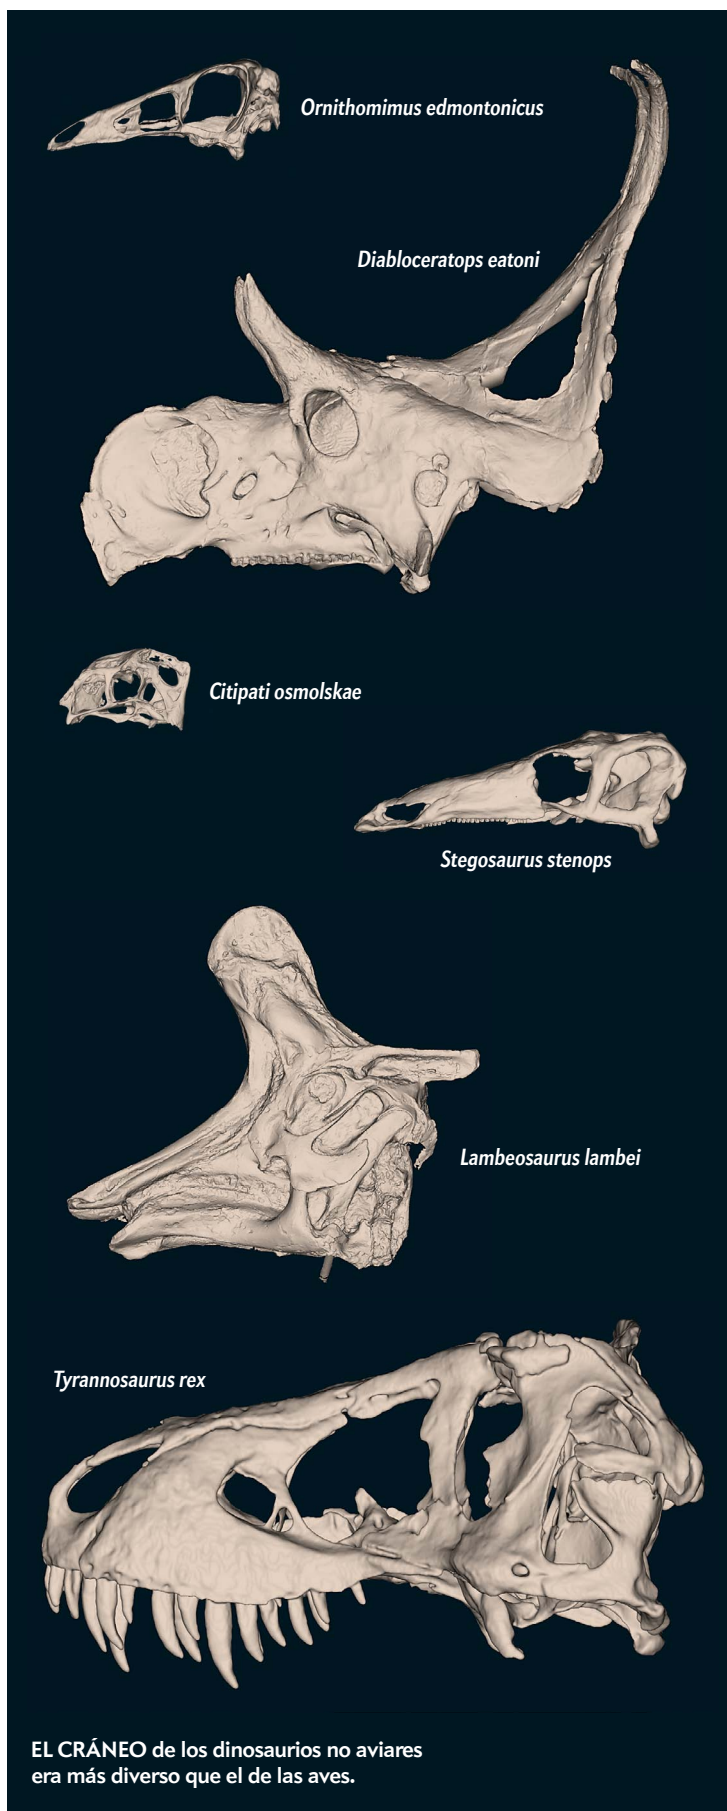 Ornithomimus edmontonicus
Diabloceratops eatoni
Citipati osmolskae
Stegosaurus stenops
Lambeosaurus lambei
Tyrannosaurus rex
EL CRÁNEO de los dinosaurios no aviares
era más diverso que el de las aves.